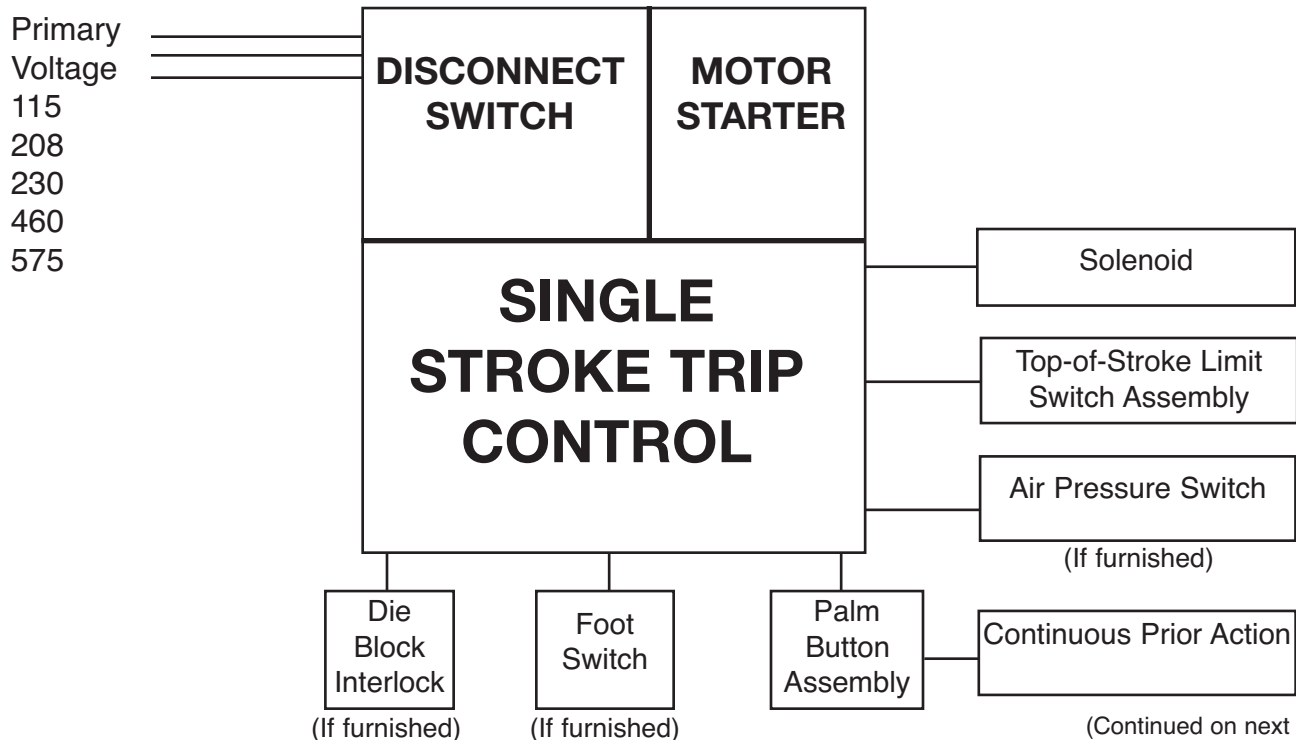 Primary
Voltage
115
208
230
460
575
DISCONNECT
SWITCH
MOTOR
STARTER
SINGLE
STROKE TRIP
CONTROL
Solenoid
Top-of-Stroke Limit
Switch Assembly
Air Pressure Switch
(If furnished)
Die
Block
Interlock
(If furnished)
Foot
Switch
(If furnished)
Palm
Button
Assembly
Continuous Prior Action
(Continued on next